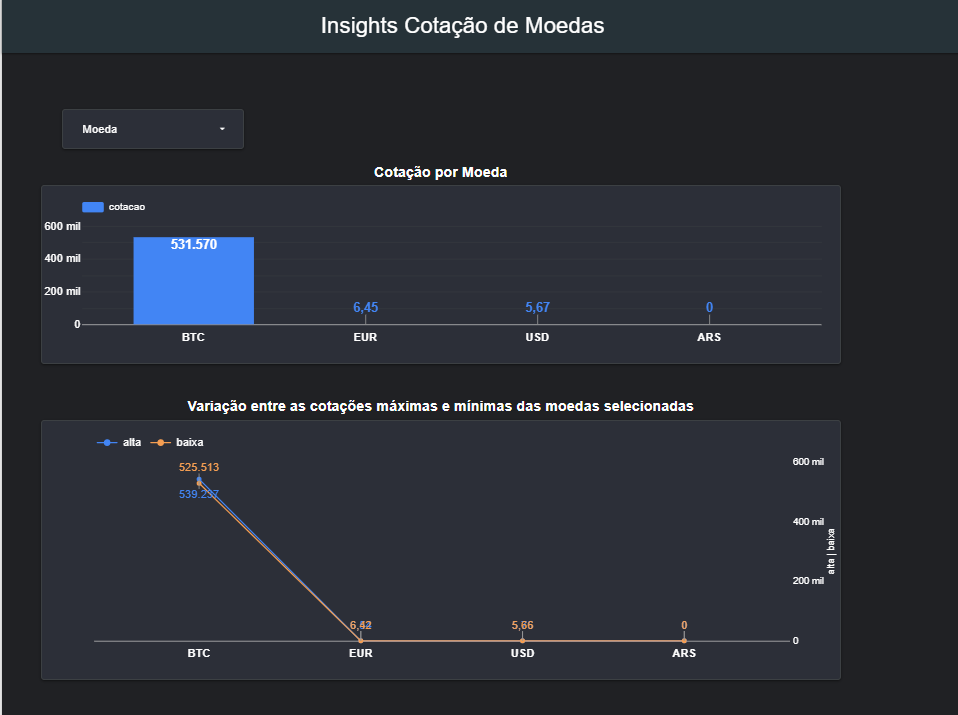 Insights Cotação de Moedas
Moeda
Cotação por Moeda
cotacao
600 mil
400 mil
200 mil
0
531.570
6,45
5,67
0
BTC
EUR
USD
ARS
Variação entre as cotações máximas e mínimas das moedas selecionadas
alta
baixa
525.513
6,42
5,66
0
600 mil
400 mil
200 mil
0
alta | baixa
BTC
EUR
USD
ARS